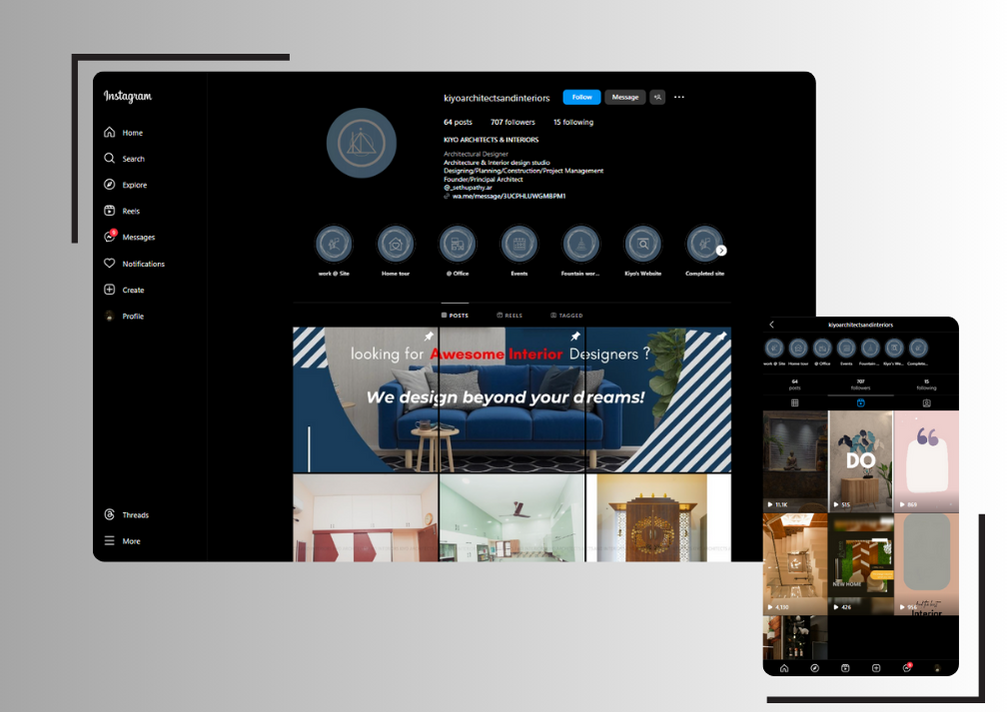 Instagram
Home
Search
Explore
Reels
9
Messages
Notifications
Create
Profile
Threads
More
kiyoarchitectsandinteriors
Follow
Message
64 posts 707 followers 15 following
KIYO ARCHITECTS & INTERIORS
Architectural Designer
Architecture & Interior design studio
Designing/Planning/Construction/Project Management
Founder/Principal Architect
@_sethupathy.ar
wa.me/message/3UCPHLUWGMBPM1
work @ Site Home tour @ Office Events Fountain wor... Kiyo's Website Completed site
POSTS REELS TAGGED
looking for Awesome Interior Designers ?
We design beyond your dreams!
kiyoarchitectsandinteriors
work @ Site Home tour @ Office Events Fountain ... Kiyo's We... Complete...
64 707 15
posts followers following
DO
11.1K 515 869
NEW HOME
4,130 426 956
Interior